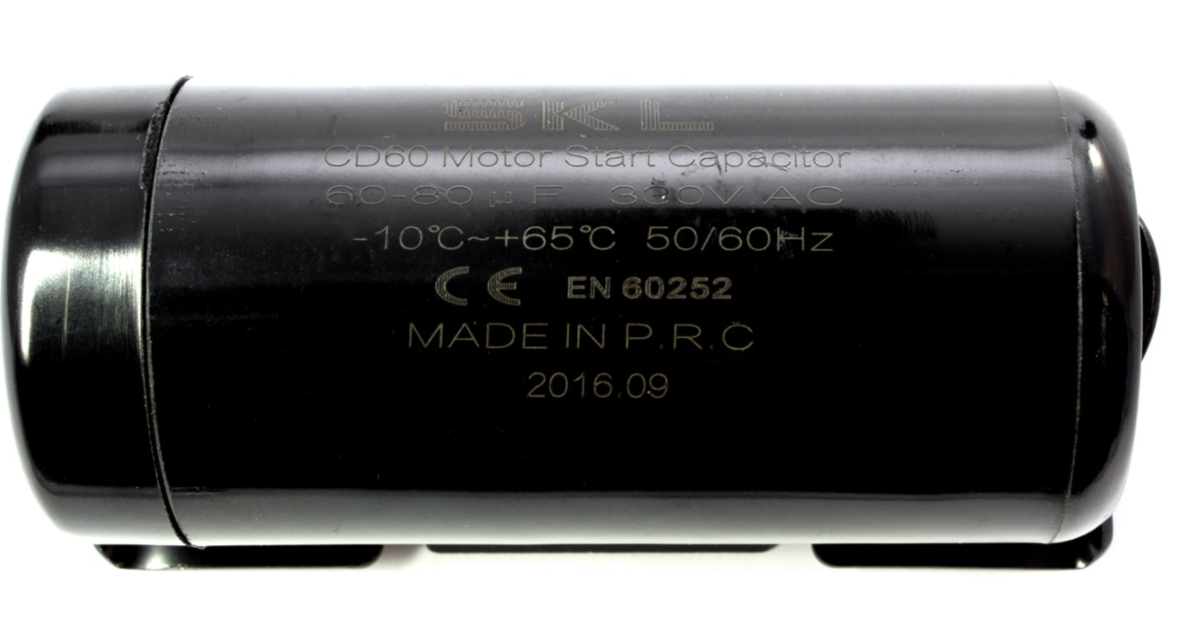 SKL
CD60 Motor Start Capacitor
60-80 μF 330V AC
-10℃~+65℃ 50/60Hz
CE EN 60252
MADE IN P.R.C
2016.09